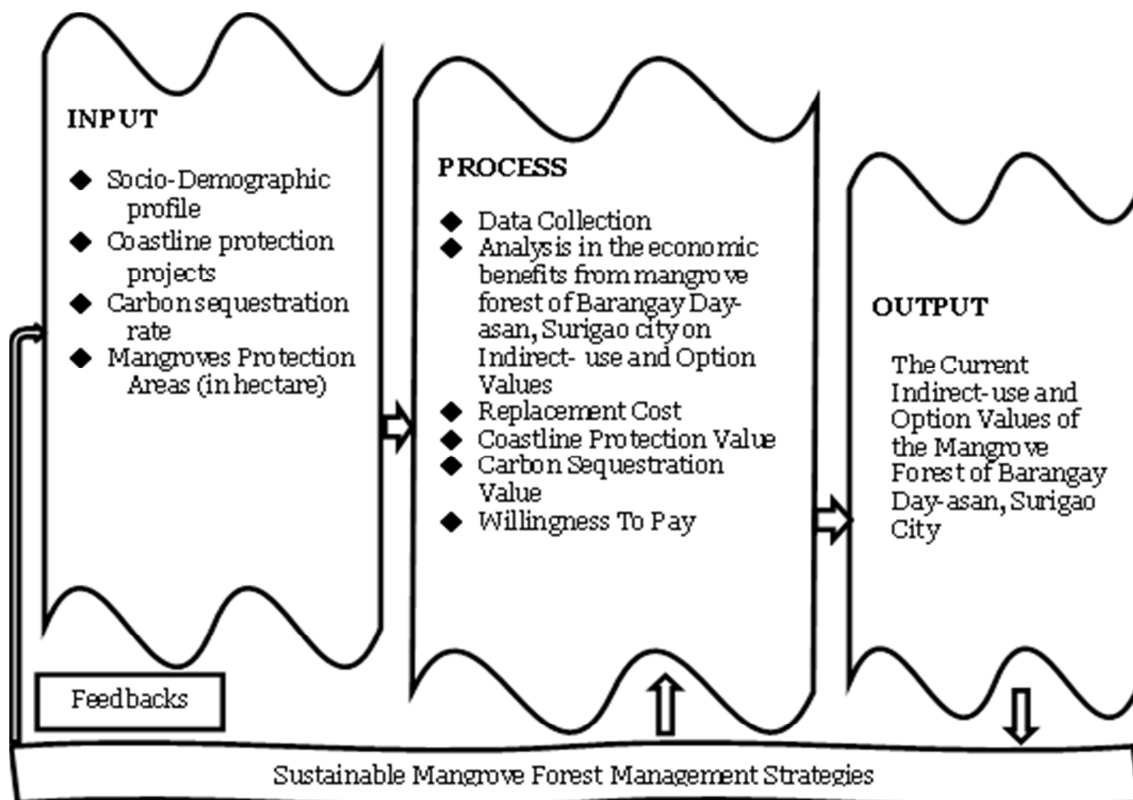 INPUT
◆ Socio-Demographic
profile
◆ Coastline protection
projects
◆ Carbon sequestration
rate
◆ Mangroves Protection
Areas (in hectare)
PROCESS
◆ Data Collection
◆ Analysis in the economic
benefits from mangrove
forest of Barangay Day-
asan, Surigao city on
Indirect- use and Option
Values
◆ Replacement Cost
◆ Coastline Protection Value
◆ Carbon Sequestration
Value
◆ Willingness To Pay
OUTPUT
The Current
Indirect-use and
Option Values of
the Mangrove
Forest of Barangay
Day-asan, Surigao
City
Feedbacks
Sustainable Mangrove Forest Management Strategies